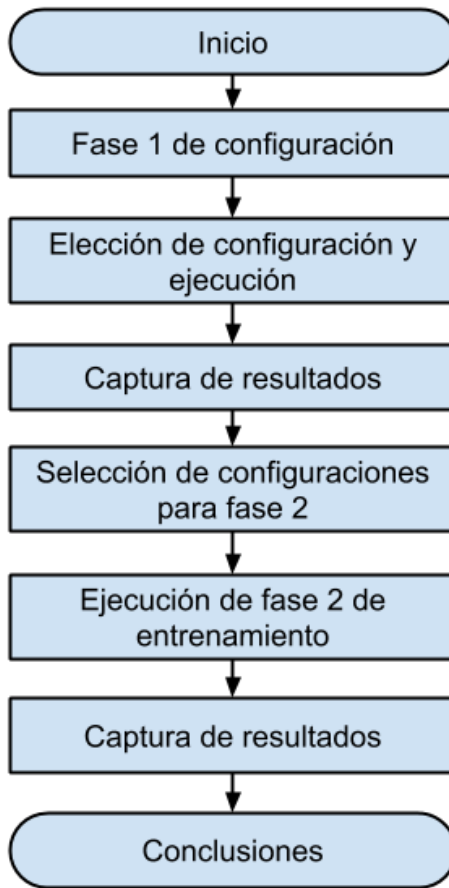 Inicio
Fase 1 de configuración
Elección de configuración y
ejecución
Captura de resultados
Selección de configuraciones
para fase 2
Ejecución de fase 2 de
entrenamiento
Captura de resultados
Conclusiones